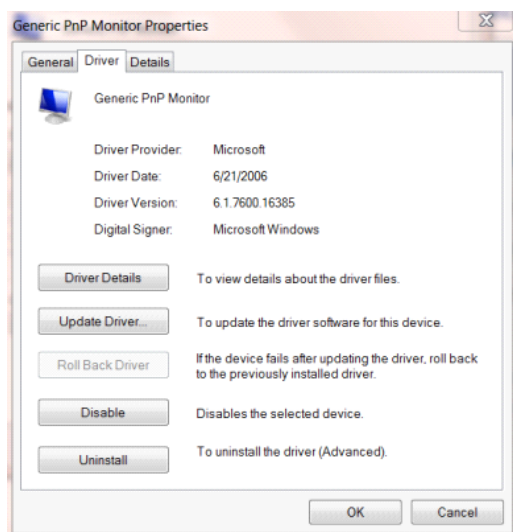 Generic PnP Monitor Properties
General Driver Details
Generic PnP Monitor
Driver Provider: Microsoft
Driver Date: 6/21/2006
Driver Version: 6.1.7600.16385
Digital Signer: Microsoft Windows
Driver Details To view details about the driver files.
Update Driver... To update the driver software for this device.
Roll Back Driver If the device fails after updating the driver, roll back
to the previously installed driver.
Disable Disables the selected device.
Uninstall To uninstall the driver (Advanced).
OK Cancel